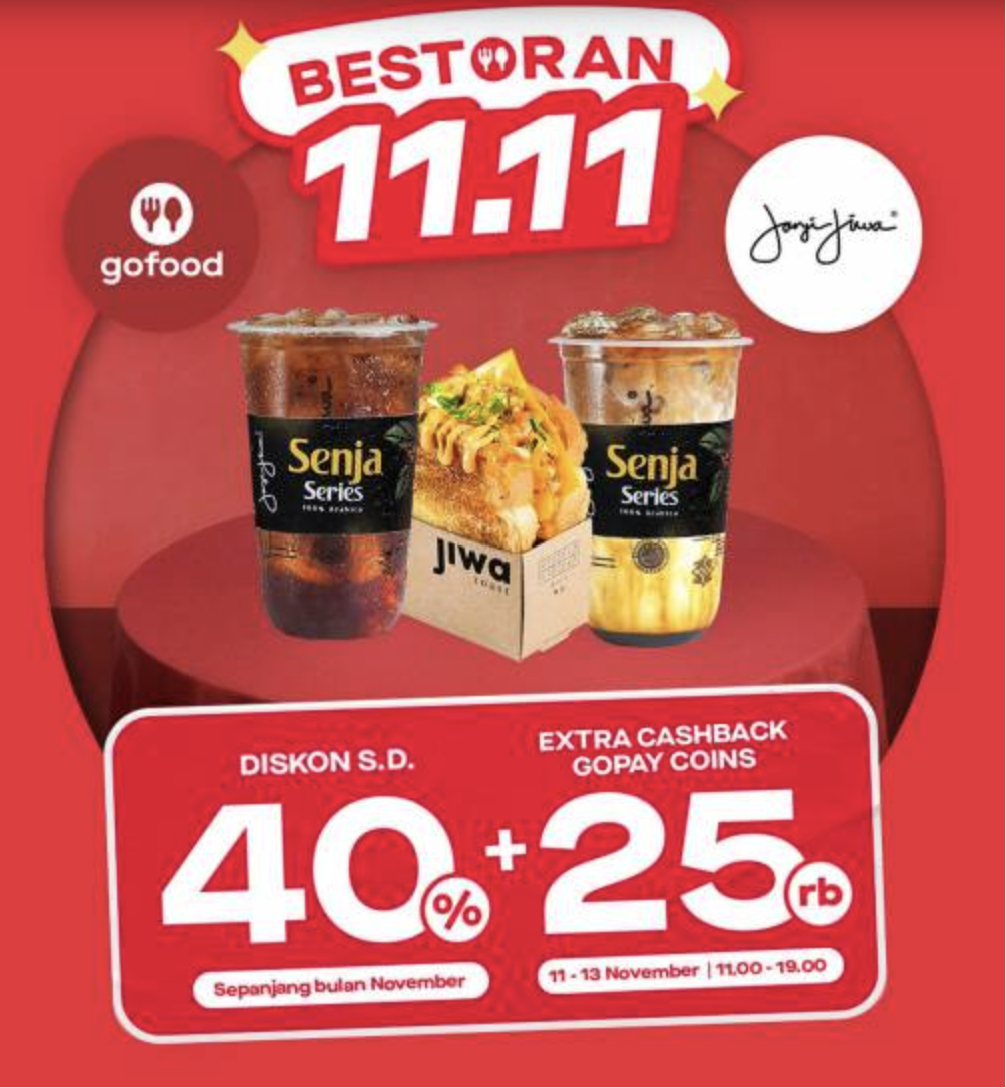 BESTORAN
11.11
gofood
Janji Jiwa
Senja
Series
100% Arabica
JIWA
TOAST
Senja
Series
100% Arabica
DISKON S.D.
40%
+
EXTRA CASHBACK
GOPAY COINS
25rb
Sepanjang bulan November
11 - 13 November | 11.00 - 19.00